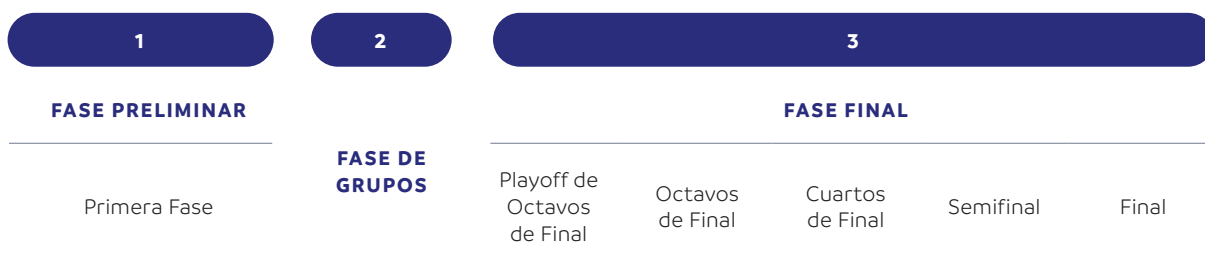 1
2
3
FASE PRELIMINAR
FASE FINAL
FASE DE
GRUPOS
Primera Fase
Playoff de
Octavos
de Final
Octavos
de Final
Cuartos
de Final
Semifinal
Final